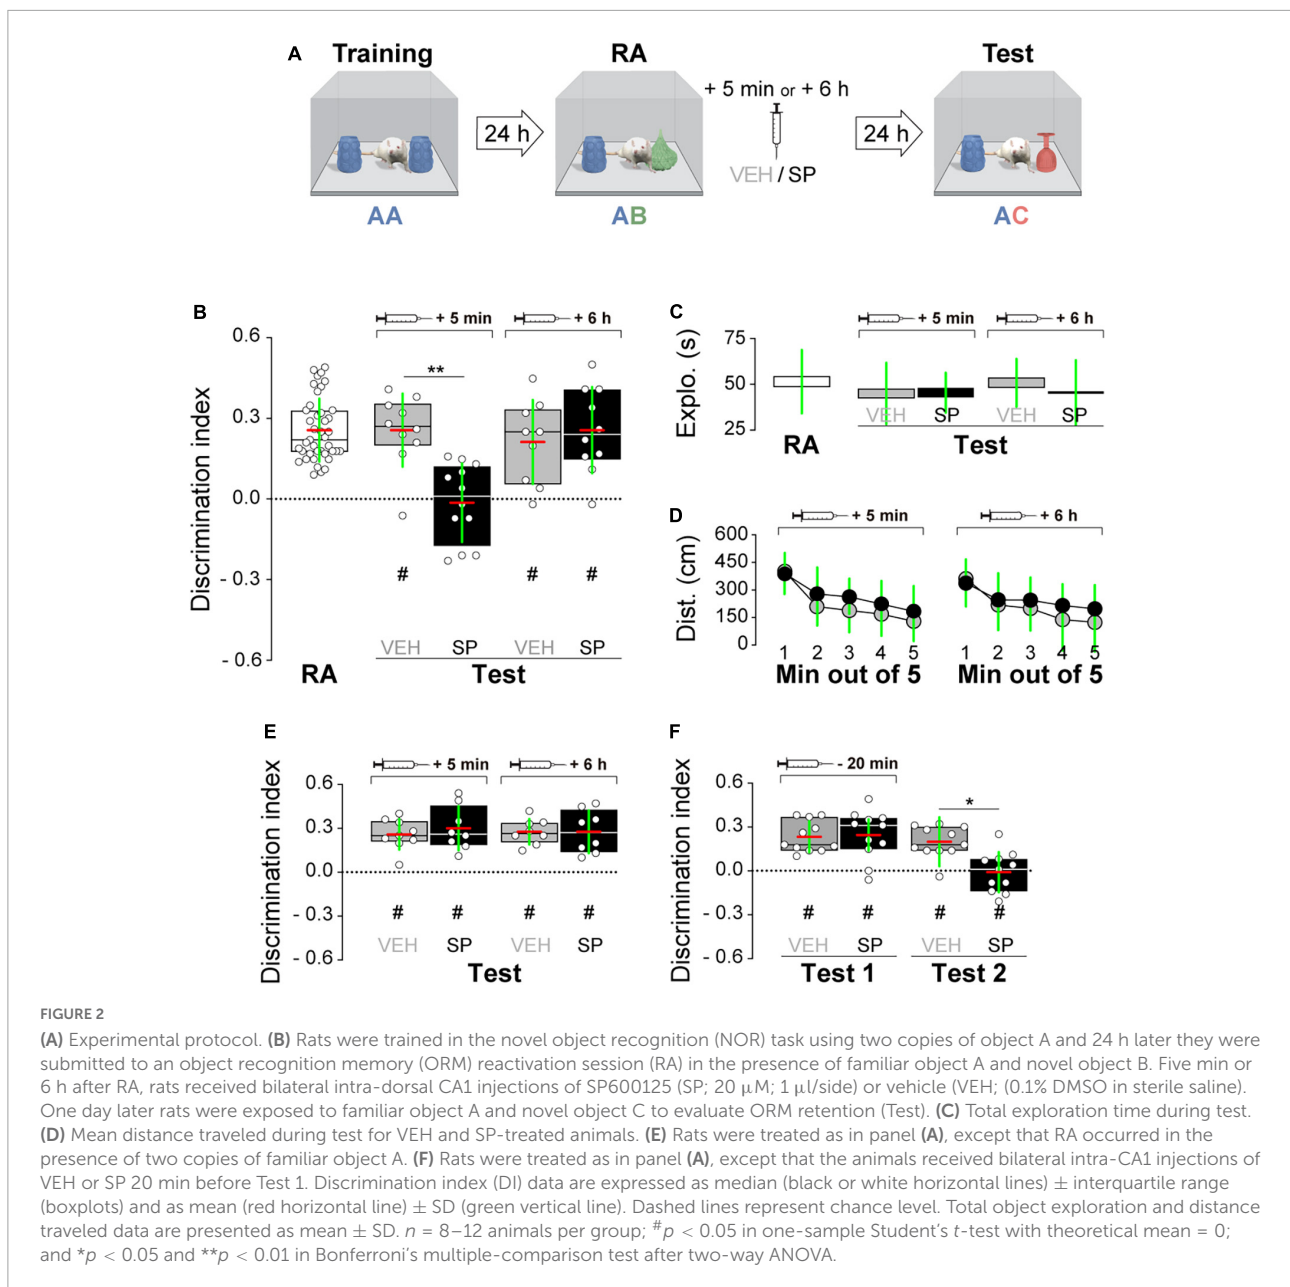 A
Training
RA
Test
24 h
+ 5 min or + 6 h
VEH / SP
24 h
AA
AB
AC
B
+ 5 min
+ 6 h
Discrimination index
0.6
0.3
0.0
- 0.3
- 0.6
**
#
#
#
VEH
SP
VEH
SP
RA
Test
C
+ 5 min
+ 6 h
Explo. (s)
75
50
25
VEH
SP
VEH
SP
RA
Test
D
+ 5 min
+ 6 h
Dist. (cm)
600
450
300
150
0
1 2 3 4 5
1 2 3 4 5
Min out of 5
Min out of 5
E
+ 5 min
+ 6 h
Discrimination index
0.6
0.3
0.0
- 0.3
- 0.6
# # # #
VEH SP VEH SP
Test
F
- 20 min
Discrimination index
0.6
0.3
0.0
- 0.3
- 0.6
*
# # # #
VEH SP VEH SP
Test 1
Test 2
FIGURE 2
(A) Experimental protocol. (B) Rats were trained in the novel object recognition (NOR) task using two copies of object A and 24 h later they were
submitted to an object recognition memory (ORM) reactivation session (RA) in the presence of familiar object A and novel object B. Five min or
6 h after RA, rats received bilateral intra-dorsal CA1 injections of SP600125 (SP; 20 μM; 1 μl/side) or vehicle (VEH; (0.1% DMSO in sterile saline).
One day later rats were exposed to familiar object A and novel object C to evaluate ORM retention (Test). (C) Total exploration time during test.
(D) Mean distance traveled during test for VEH and SP-treated animals. (E) Rats were treated as in panel (A), except that RA occurred in the
presence of two copies of familiar object A. (F) Rats were treated as in panel (A), except that the animals received bilateral intra-CA1 injections of
VEH or SP 20 min before Test 1. Discrimination index (DI) data are expressed as median (black or white horizontal lines) ± interquartile range
(boxplots) and as mean (red horizontal line) ± SD (green vertical line). Dashed lines represent chance level. Total object exploration and distance
traveled data are presented as mean ± SD. n = 8–12 animals per group; #p < 0.05 in one-sample Student's t-test with theoretical mean = 0;
and *p < 0.05 and **p < 0.01 in Bonferroni's multiple-comparison test after two-way ANOVA.